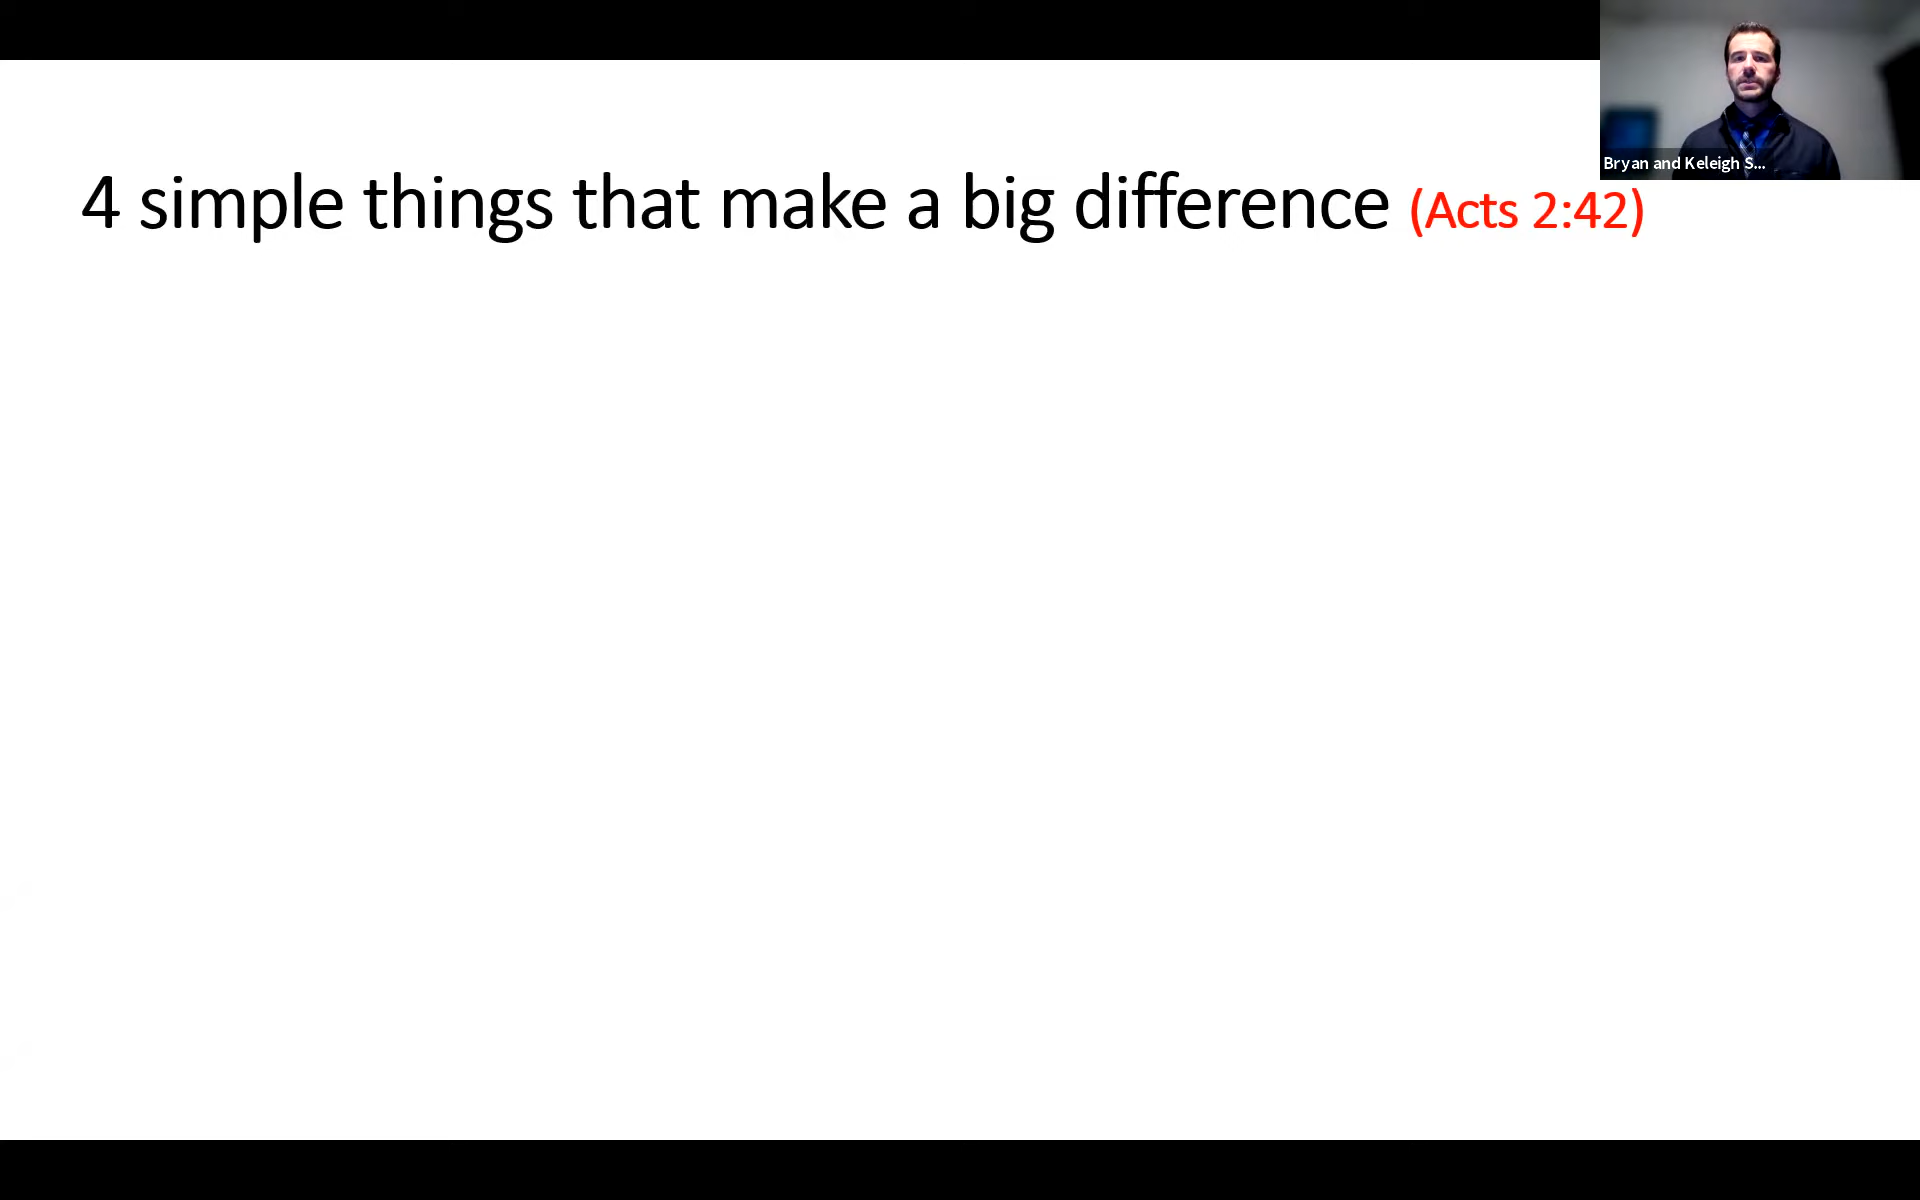 Bryan and Keleigh S...
4 simple things that make a big difference (Acts 2:42)